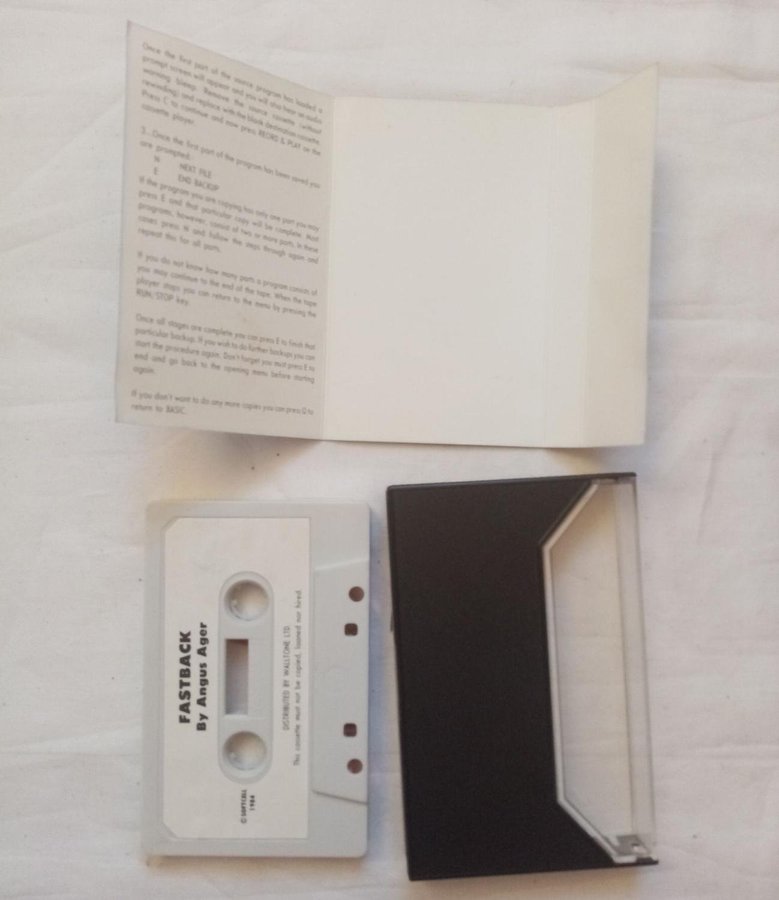 Once the first part of the source program has loaded a
prompt screen will appear and you will also hear an audio
warning bleep. Remove the source cassette (without
rewinding) and replace with the blank destination cassette.
Press C to continue and now press REORD & PLAY on the
cassette player.
3. Once the first part of the program has been saved you
are prompted:-
N NEXT FILE
E END BACKUP
If the program you are copying has only one part you may
press E and that particular copy will be complete. Most
programs, however, consist of two or more parts. In these
cases press N and follow the steps through again and
repeat this for all parts.
If you do not know how many parts a program consists of
you may continue to the end of the tape. When the tape
player stops you can return to the menu by pressing the
RUN/STOP key.
Once all stages are complete you can press E to finish that
particular backup. If you wish to do further backups you can
start the procedure again. Don't forget you must press E to
end and go back to the opening menu before starting
again.
If you don't want to do any more copies you can press Q to
return to BASIC.
FASTBACK
By Angus Ager
DISTRIBUTED BY WALLTONE LTD.
This cassette must not be copied, loaned nor hired.
© SOFTCELL
1984